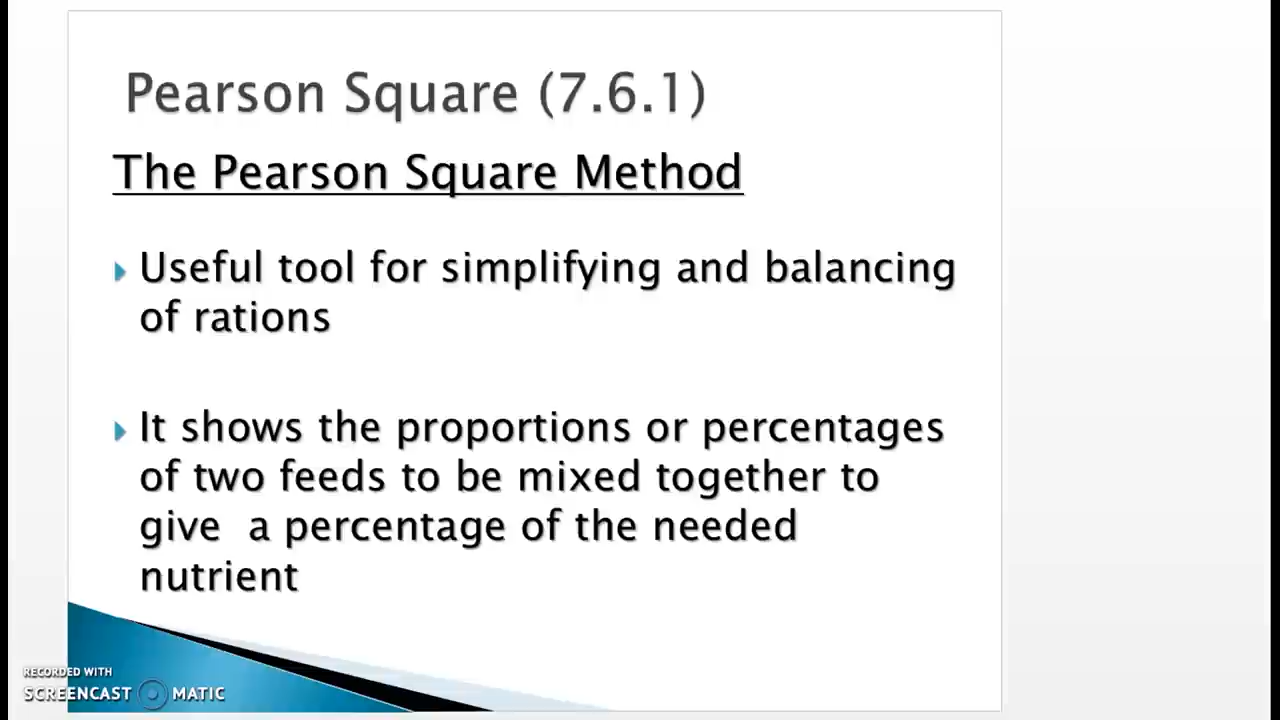 Pearson Square (7.6.1)
The Pearson Square Method
Useful tool for simplifying and balancing
of rations
It shows the proportions or percentages
of two feeds to be mixed together to
give a percentage of the needed
nutrient
RECORDED WITH
SCREENCAST MATIC